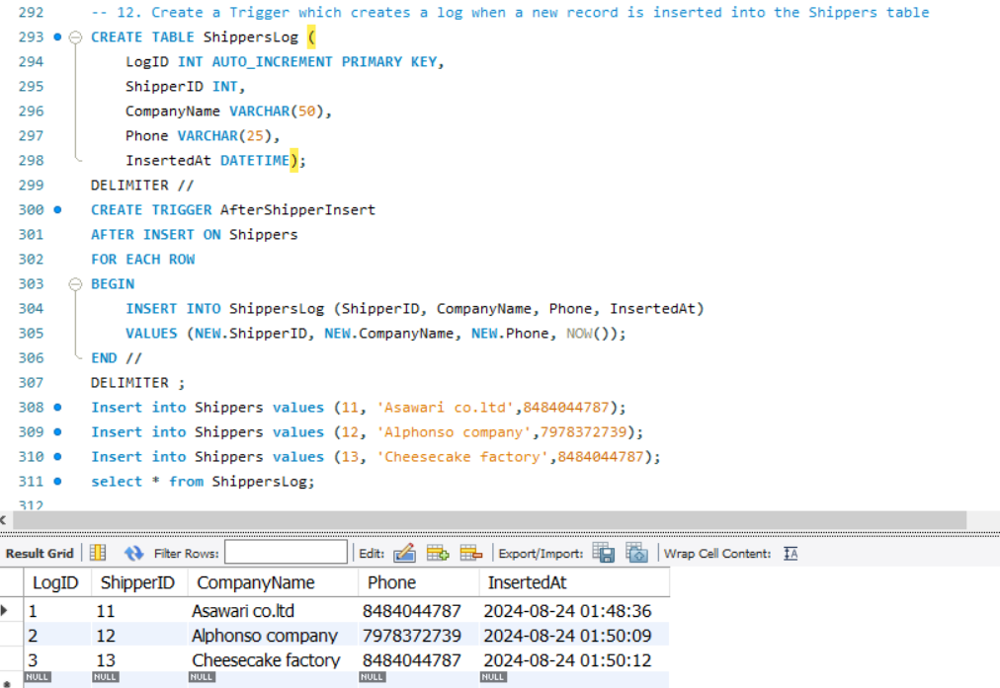 292 -- 12. Create a Trigger which creates a log when a new record is inserted into the Shippers table
293 CREATE TABLE ShippersLog (
294 LogID INT AUTO_INCREMENT PRIMARY KEY,
295 ShipperID INT,
296 CompanyName VARCHAR(50),
297 Phone VARCHAR(25),
298 InsertedAt DATETIME);
299 DELIMITER //
300 CREATE TRIGGER AfterShipperInsert
301 AFTER INSERT ON Shippers
302 FOR EACH ROW
303 BEGIN
304 INSERT INTO ShippersLog (ShipperID, CompanyName, Phone, InsertedAt)
305 VALUES (NEW.ShipperID, NEW.CompanyName, NEW.Phone, NOW());
306 END //
307 DELIMITER ;
308 Insert into Shippers values (11, 'Asawari co.ltd',8484044787);
309 Insert into Shippers values (12, 'Alphonso company',7978372739);
310 Insert into Shippers values (13, 'Cheesecake factory',8484044787);
311 select * from ShippersLog;
312
Result Grid Filter Rows: Edit: Export/Import: Wrap Cell Content:
LogID ShipperID CompanyName Phone InsertedAt
1 11 Asawari co.ltd 8484044787 2024-08-24 01:48:36
2 12 Alphonso company 7978372739 2024-08-24 01:50:09
3 13 Cheesecake factory 8484044787 2024-08-24 01:50:12
NULL NULL NULL NULL NULL